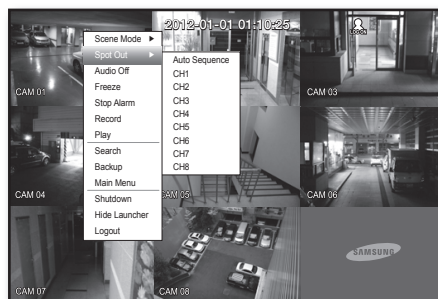 2012-01-01 01:10:25
LOGON
Scene Mode
Spot Out
Audio Off
Freeze
Stop Alarm
Record
Play
Search
Backup
Main Menu
Shutdown
Hide Launcher
Logout
Auto Sequence
CH1
CH2
CH3
CH4
CH5
CH6
CH7
CH8
CAM 01
CAM 03
CAM 04
CAM 05
CAM 06
CAM 07
CAM 08
SAMSUNG